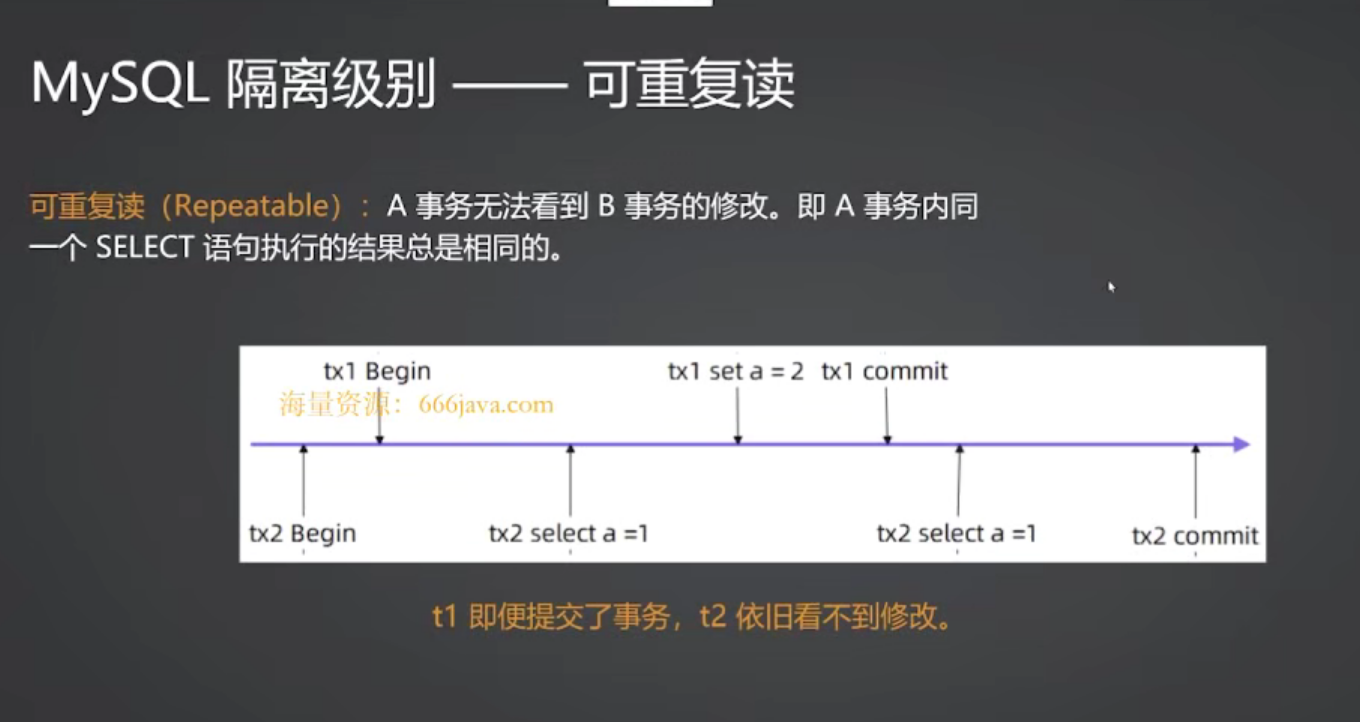 MySQL 隔离级别 —— 可重复读
可重复读（Repeatable）：A 事务无法看到 B 事务的修改。即 A 事务内同
一个 SELECT 语句执行的结果总是相同的。
tx1 Begin
tx1 set a = 2
tx1 commit
海量资源：666java.com
tx2 Begin
tx2 select a =1
tx2 select a =1
tx2 commit
t1 即便提交了事务，t2 依旧看不到修改。